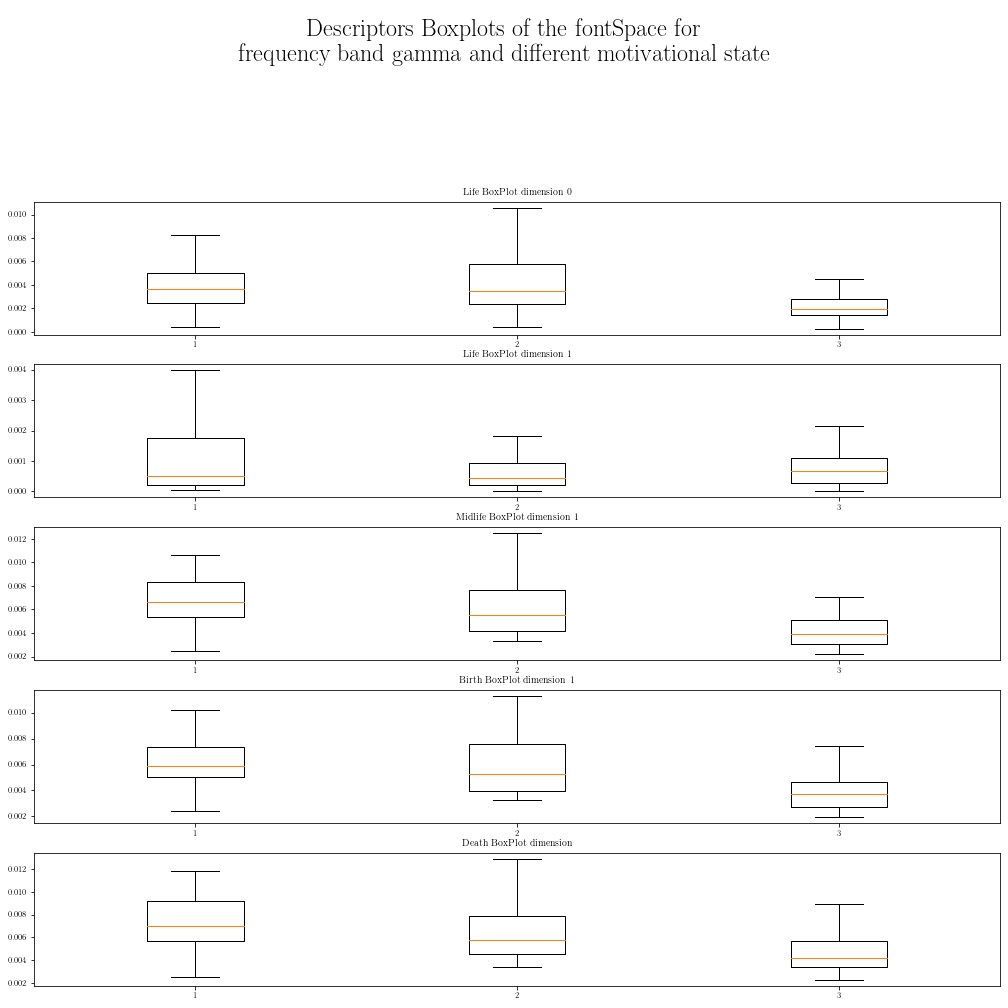 Descriptors Boxplots of the fontSpace for
frequency band gamma and different motivational state
Life BoxPlot dimension 0
0.010
0.008
0.006
0.004
0.002
0.000
1 2 3
Life BoxPlot dimension 1
0.004
0.003
0.002
0.001
0.000
1 2 3
Midlife BoxPlot dimension 1
0.012
0.010
0.008
0.006
0.004
0.002
1 2 3
Birth BoxPlot dimension 1
0.010
0.008
0.006
0.004
0.002
1 2 3
Death BoxPlot dimension
0.012
0.010
0.008
0.006
0.004
0.002
1 2 3